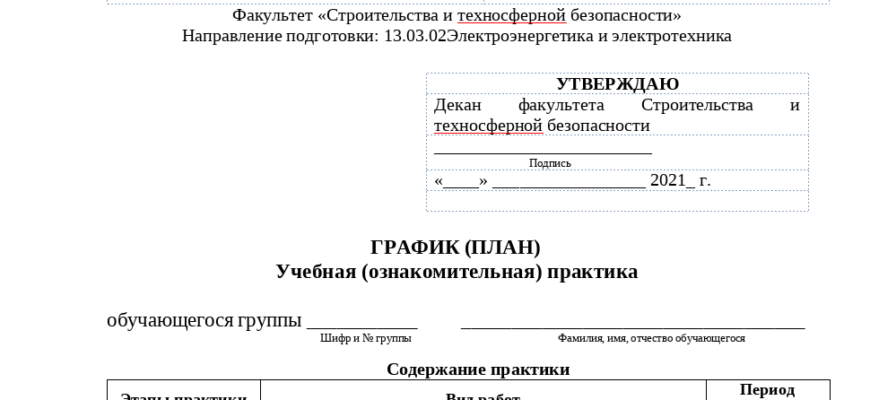 Факультет «Строительства и техносферной безопасности»
Направление подготовки: 13.03.02Электроэнергетика и электротехника
УТВЕРЖДАЮ
Декан факультета Строительства и
техносферной безопасности
Подпись
«____» _________________ 2021_ г.
ГРАФИК (ПЛАН)
Учебная (ознакомительная) практика
обучающегося группы ___________ __________________________________
Шифр и № группы Фамилия, имя, отчество обучающегося
Содержание практики
Этапы практики Вид работ Период